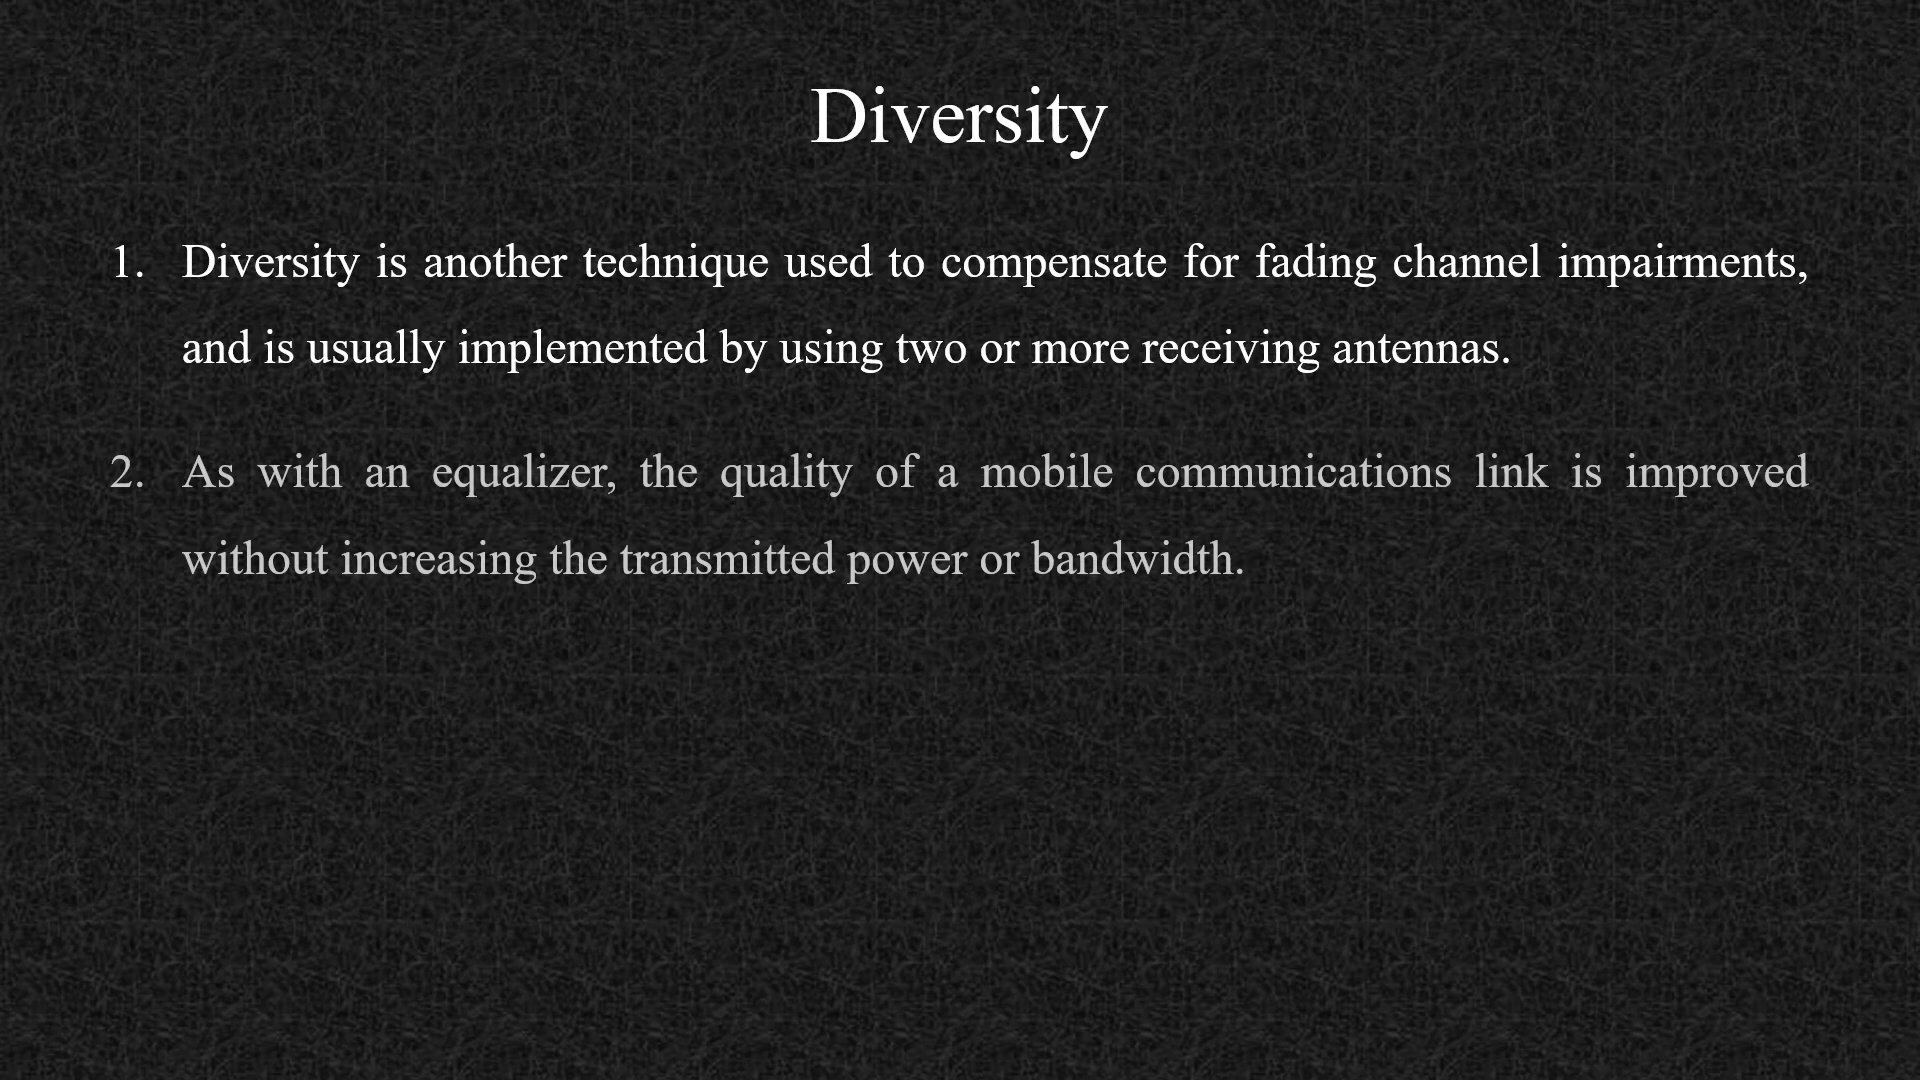 Diversity
1. Diversity is another technique used to compensate for fading channel impairments,
and is usually implemented by using two or more receiving antennas.
2. As with an equalizer, the quality of a mobile communications link is improved
without increasing the transmitted power or bandwidth.